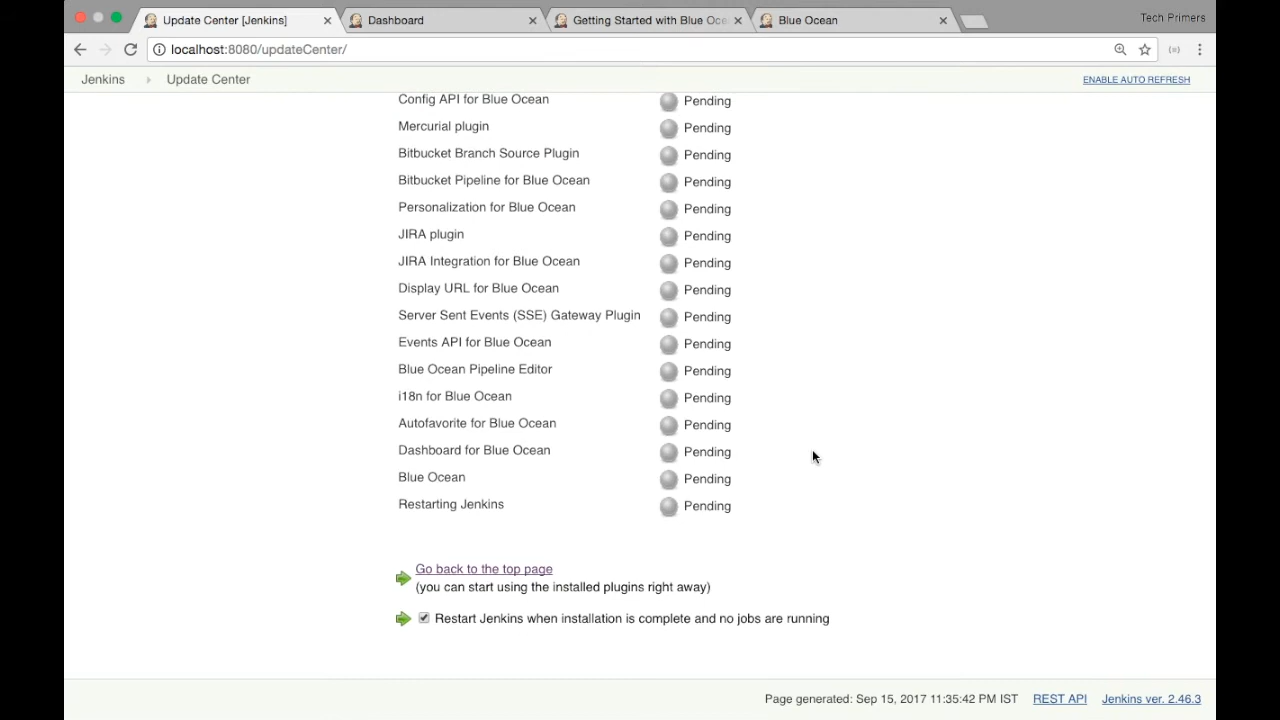 Update Center [Jenkins]
Dashboard
Getting Started with Blue Oce
Blue Ocean
Tech Primers
localhost:8080/updateCenter/
Jenkins
Update Center
ENABLE AUTO REFRESH
Config API for Blue Ocean Pending
Mercurial plugin Pending
Bitbucket Branch Source Plugin Pending
Bitbucket Pipeline for Blue Ocean Pending
Personalization for Blue Ocean Pending
JIRA plugin Pending
JIRA Integration for Blue Ocean Pending
Display URL for Blue Ocean Pending
Server Sent Events (SSE) Gateway Plugin Pending
Events API for Blue Ocean Pending
Blue Ocean Pipeline Editor Pending
i18n for Blue Ocean Pending
Autofavorite for Blue Ocean Pending
Dashboard for Blue Ocean Pending
Blue Ocean Pending
Restarting Jenkins Pending
Go back to the top page
(you can start using the installed plugins right away)
Restart Jenkins when installation is complete and no jobs are running
Page generated: Sep 15, 2017 11:35:42 PM IST REST API Jenkins ver. 2.46.3